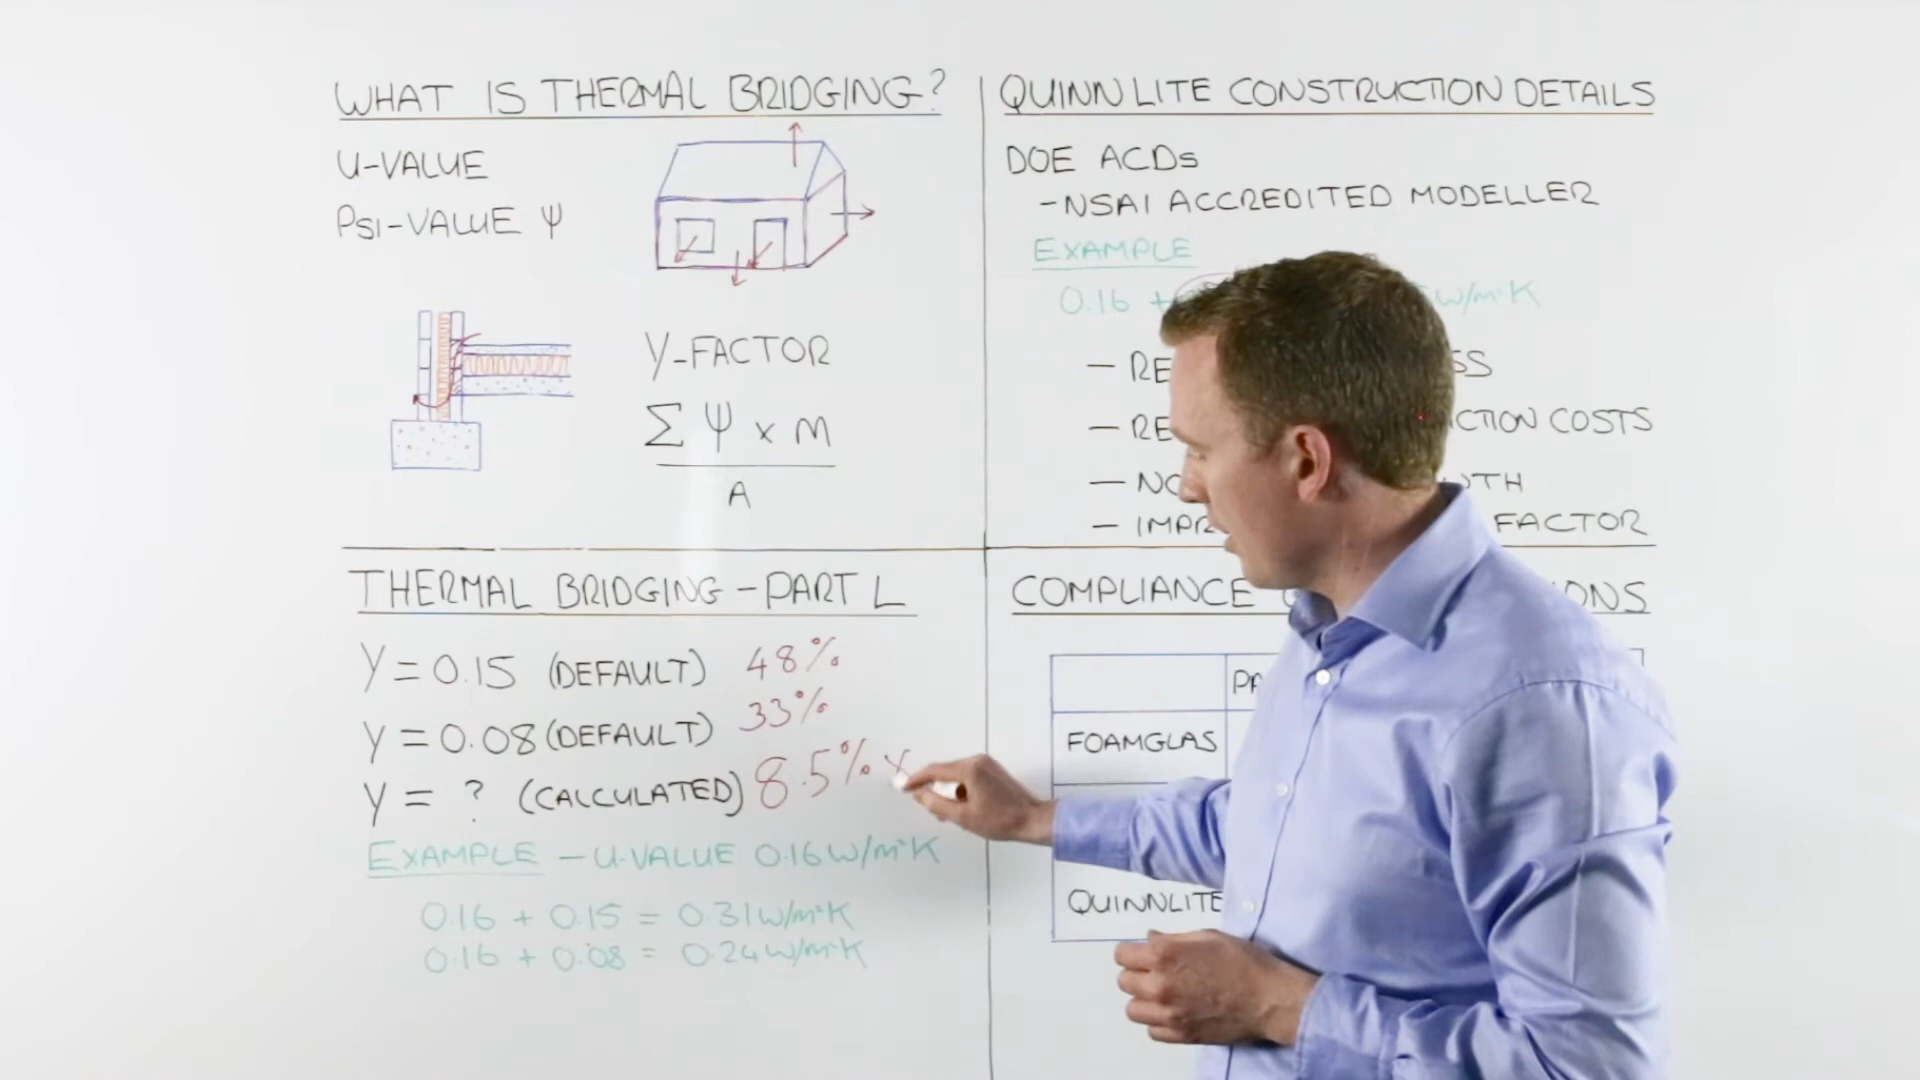 WHAT IS THERMAL BRIDGING?
U-VALUE
PSI-VALUE Ψ
Y-FACTOR
Σ Ψ x M
A
QUINN LITE CONSTRUCTION DETAILS
DOE ACDs
-NSAI ACCREDITED MODELLER
EXAMPLE
0.16 + W/m²K
- RE SS
- RE CTION COSTS
- NO TH
- IMPR FACTOR
THERMAL BRIDGING - PART L
Y = 0.15 (DEFAULT) 48%
Y = 0.08 (DEFAULT) 33%
Y = ? (CALCULATED) 8.5%
EXAMPLE - U-VALUE 0.16 W/m²K
0.16 + 0.15 = 0.31 W/m²K
0.16 + 0.08 = 0.24 W/m²K
COMPLIANCE ONS
PA
FOAMGLAS
QUINNLITE